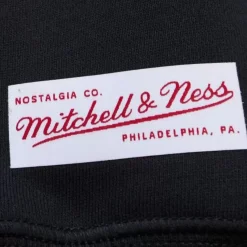 NOSTALGIA CO.
Mitchell & Ness
PHILADELPHIA, PA.